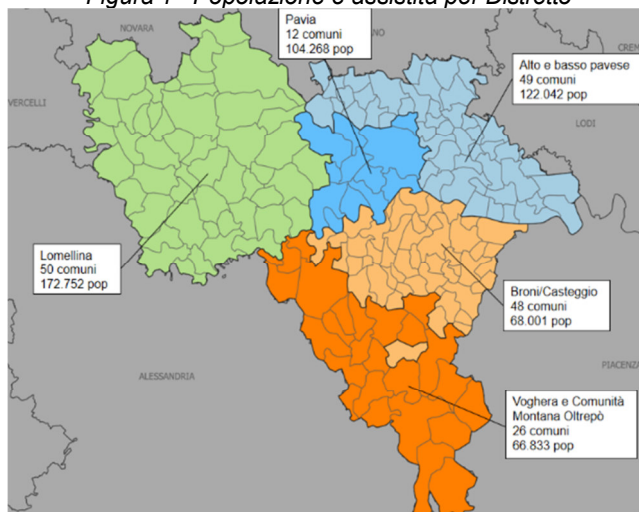 Figura 1 - Popolazione e assistita per Distretto
NOVARA
Pavia
12 comuni
104.268 pop
Alto e basso pavese
49 comuni
122.042 pop
VERCELLI
LODI
Lomellina
50 comuni
172.752 pop
Broni/Casteggio
48 comuni
68.001 pop
ALESSANDRIA
PIACENZA
Voghera e Comunità
Montana Oltrepò
26 comuni
66.833 pop